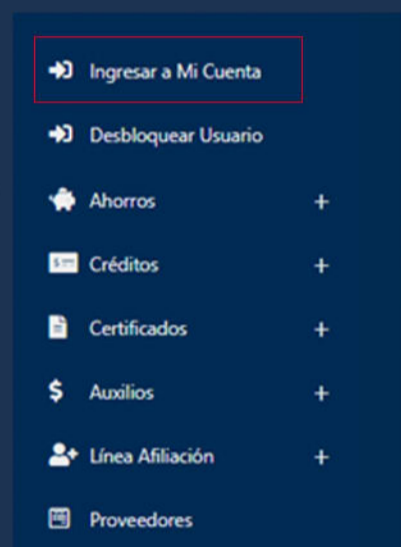 Ingresar a Mi Cuenta
Desbloquear Usuario
Ahorros +
Créditos +
Certificados +
$ Auxilios +
Línea Afiliación +
Proveedores